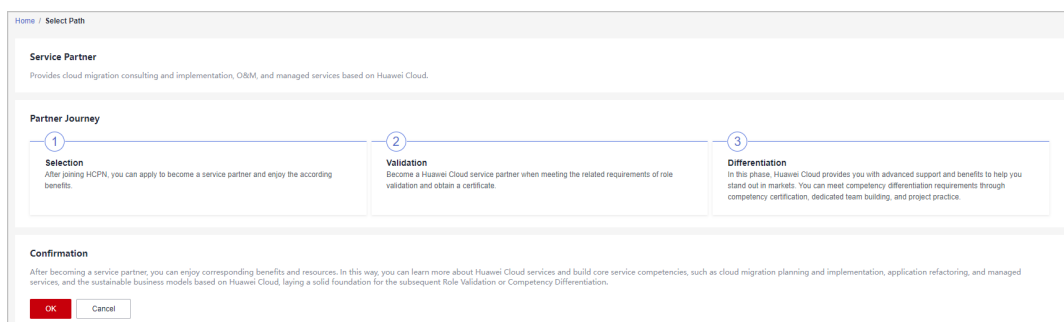 Home / Select Path
Service Partner
Provides cloud migration consulting and implementation, O&M, and managed services based on Huawei Cloud.
Partner Journey
1
Selection
After joining HCPN, you can apply to become a service partner and enjoy the according
benefits.
2
Validation
Become a Huawei Cloud service partner when meeting the related requirements of role
validation and obtain a certificate.
3
Differentiation
In this phase, Huawei Cloud provides you with advanced support and benefits to help you
stand out in markets. You can meet competency differentiation requirements through
competency certification, dedicated team building, and project practice.
Confirmation
After becoming a service partner, you can enjoy corresponding benefits and resources. In this way, you can learn more about Huawei Cloud services and build core service competencies, such as cloud migration planning and implementation, application refactoring, and managed
services, and the sustainable business models based on Huawei Cloud, laying a solid foundation for the subsequent Role Validation or Competency Differentiation.
OK Cancel